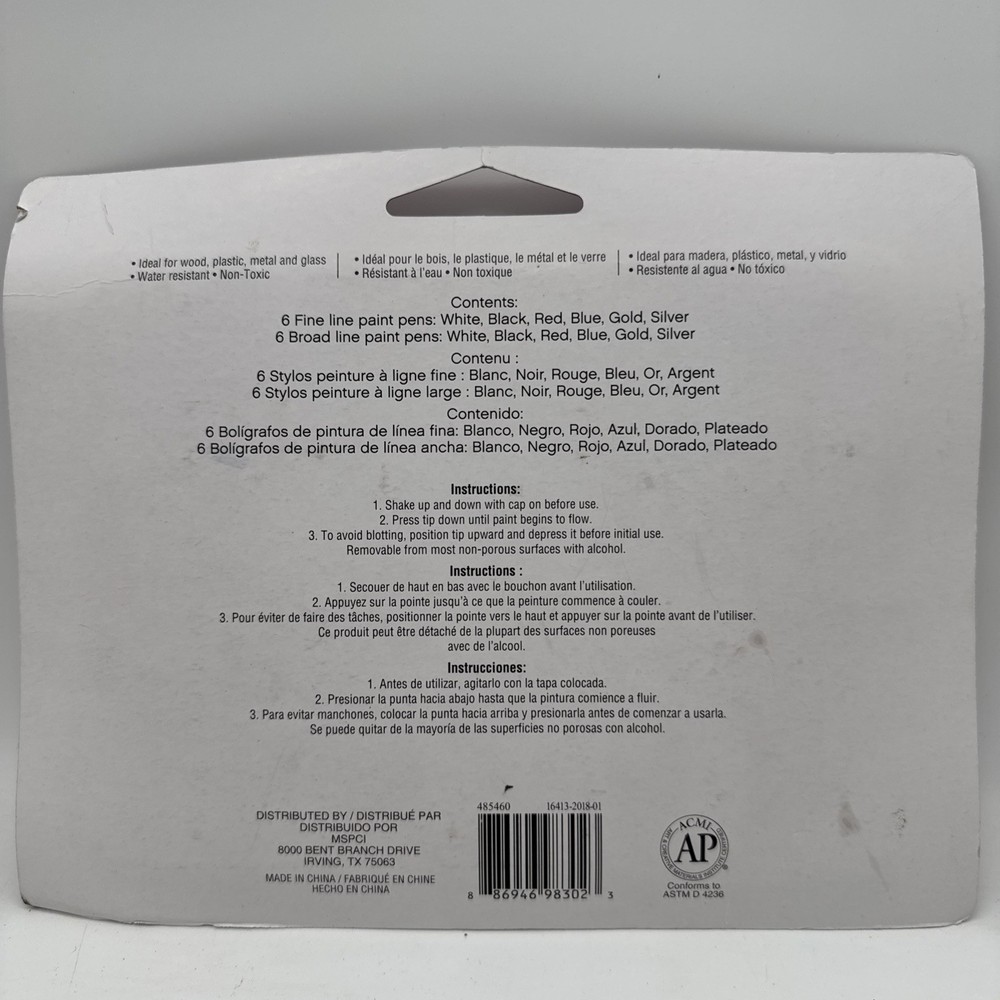 • Ideal for wood, plastic, metal and glass
• Water resistant • Non-Toxic
• Idéal pour le bois, le plastique, le métal et le verre
• Résistant à l'eau • Non toxique
• Ideal para madera, plástico, metal, y vidrio
• Resistente al agua • No tóxico
Contents:
6 Fine line paint pens: White, Black, Red, Blue, Gold, Silver
6 Broad line paint pens: White, Black, Red, Blue, Gold, Silver
Contenu :
6 Stylos peinture à ligne fine : Blanc, Noir, Rouge, Bleu, Or, Argent
6 Stylos peinture à ligne large : Blanc, Noir, Rouge, Bleu, Or, Argent
Contenido:
6 Bolígrafos de pintura de línea fina: Blanco, Negro, Rojo, Azul, Dorado, Plateado
6 Bolígrafos de pintura de línea ancha: Blanco, Negro, Rojo, Azul, Dorado, Plateado
Instructions:
1. Shake up and down with cap on before use.
2. Press tip down until paint begins to flow.
3. To avoid blotting, position tip upward and depress it before initial use.
Removable from most non-porous surfaces with alcohol.
Instructions :
1. Secouer de haut en bas avec le bouchon avant l'utilisation.
2. Appuyez sur la pointe jusqu'à ce que la peinture commence à couler.
3. Pour éviter de faire des tâches, positionner la pointe vers le haut et appuyer sur la pointe avant de l'utiliser.
Ce produit peut être détaché de la plupart des surfaces non poreuses
avec de l'alcool.
Instrucciones:
1. Antes de utilizar, agitarlo con la tapa colocada.
2. Presionar la punta hacia abajo hasta que la pintura comience a fluir.
3. Para evitar manchones, colocar la punta hacia arriba y presionarla antes de comenzar a usarla.
Se puede quitar de la mayoría de las superficies no porosas con alcohol.
DISTRIBUTED BY / DISTRIBUÉ PAR
DISTRIBUIDO POR
MSPCI
8000 BENT BRANCH DRIVE
IRVING, TX 75063
MADE IN CHINA / FABRIQUÉ EN CHINE
HECHO EN CHINA
485460 16413-2018-01
8 86946 98302 3
ACMI
AP
ART & CREATIVE MATERIALS INSTITUTE CERTIFIED
®
Conforms to
ASTM D 4236